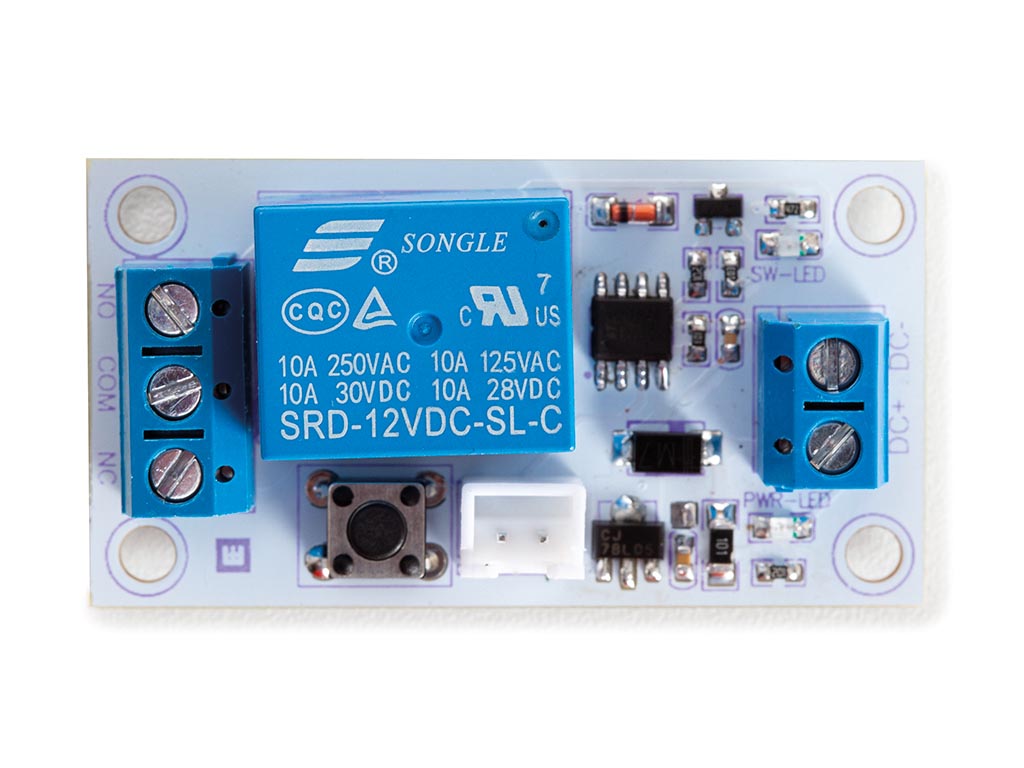 SONGLE
®
CQC
7
C RU US
10A 250VAC 10A 125VAC
10A 30VDC 10A 28VDC
SRD-12VDC-SL-C
NO
COM
NC
SW-LED
DC-
DC+
M7
PWR-LED
CJ
78L05
101
E